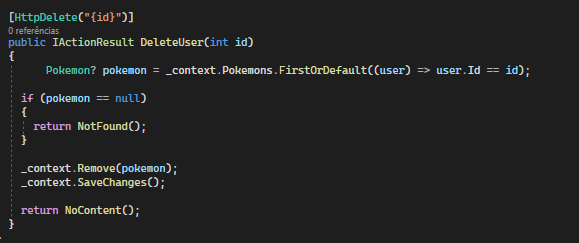 [HttpDelete("{id}")]
0 referências
public IActionResult DeleteUser(int id)
{
Pokemon? pokemon = _context.Pokemons.FirstOrDefault((user) => user.Id == id);
if (pokemon == null)
{
return NotFound();
}
_context.Remove(pokemon);
_context.SaveChanges();
return NoContent();
}